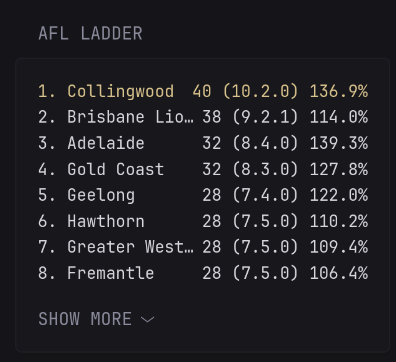 AFL LADDER
1. Collingwood 40 (10.2.0) 136.9%
2. Brisbane Lio… 38 (9.2.1) 114.0%
3. Adelaide 32 (8.4.0) 139.3%
4. Gold Coast 32 (8.3.0) 127.8%
5. Geelong 28 (7.4.0) 122.0%
6. Hawthorn 28 (7.5.0) 110.2%
7. Greater West… 28 (7.5.0) 109.4%
8. Fremantle 28 (7.5.0) 106.4%
SHOW MORE